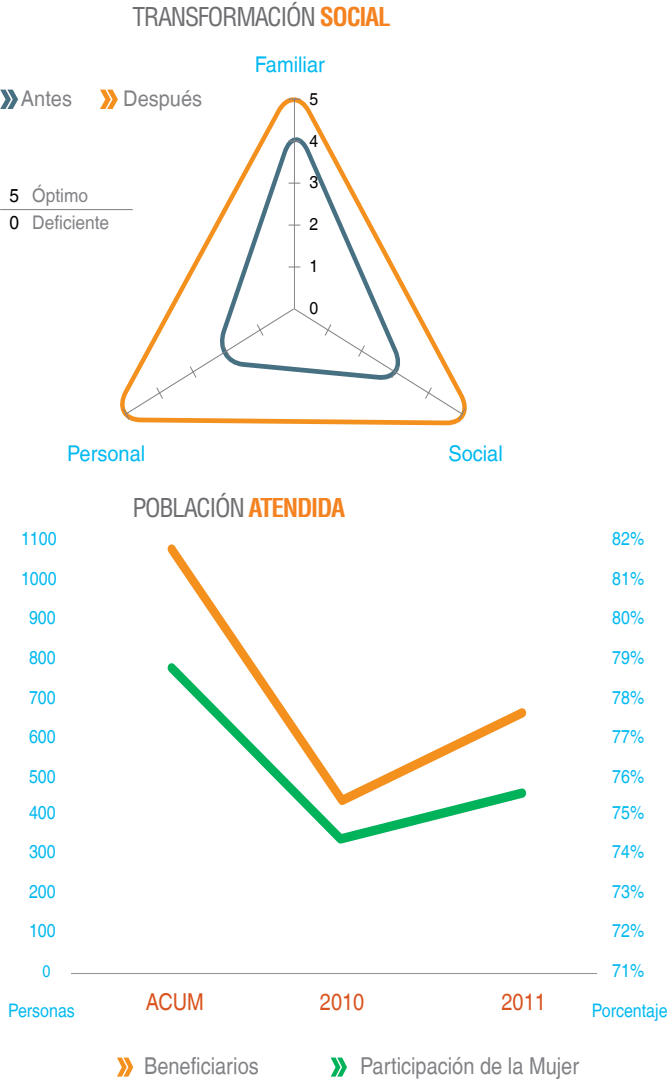 TRANSFORMACIÓN SOCIAL
Familiar
Antes Después
5
4
3
2
1
0
5 Óptimo
0 Deficiente
Personal Social
POBLACIÓN ATENDIDA
1100 82%
1000 81%
900 80%
800 79%
700 78%
600 77%
500 76%
400 75%
300 74%
200 73%
100 72%
0 71%
Personas ACUM 2010 2011 Porcentaje
Beneficiarios Participación de la Mujer